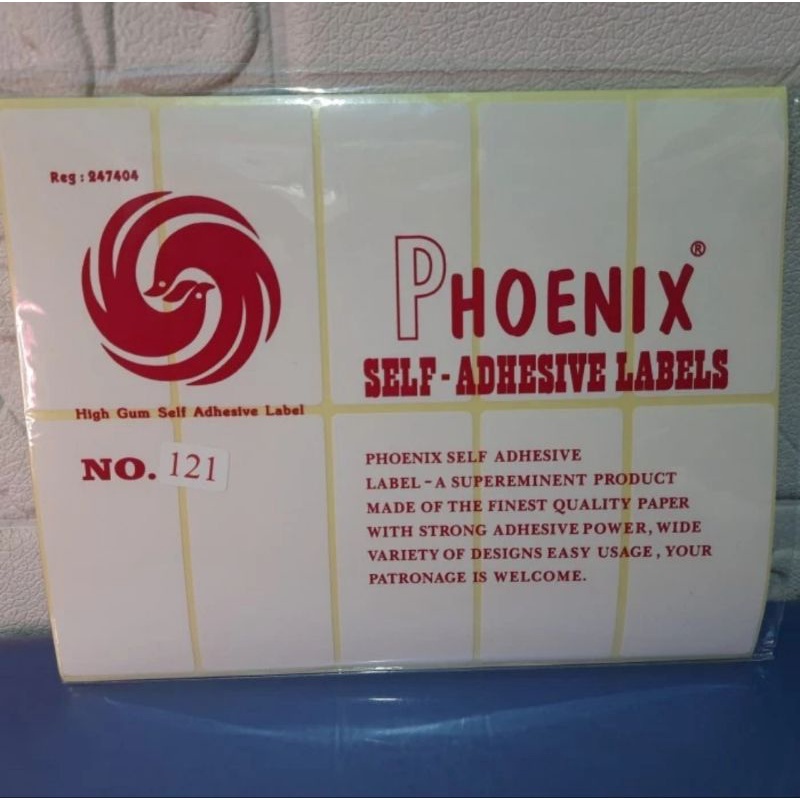 Reg : 247404
PHOENIX®
SELF-ADHESIVE LABELS
High Gum Self Adhesive Label
NO. 121
PHOENIX SELF ADHESIVE
LABEL - A SUPEREMINENT PRODUCT
MADE OF THE FINEST QUALITY PAPER
WITH STRONG ADHESIVE POWER, WIDE
VARIETY OF DESIGNS EASY USAGE, YOUR
PATRONAGE IS WELCOME.